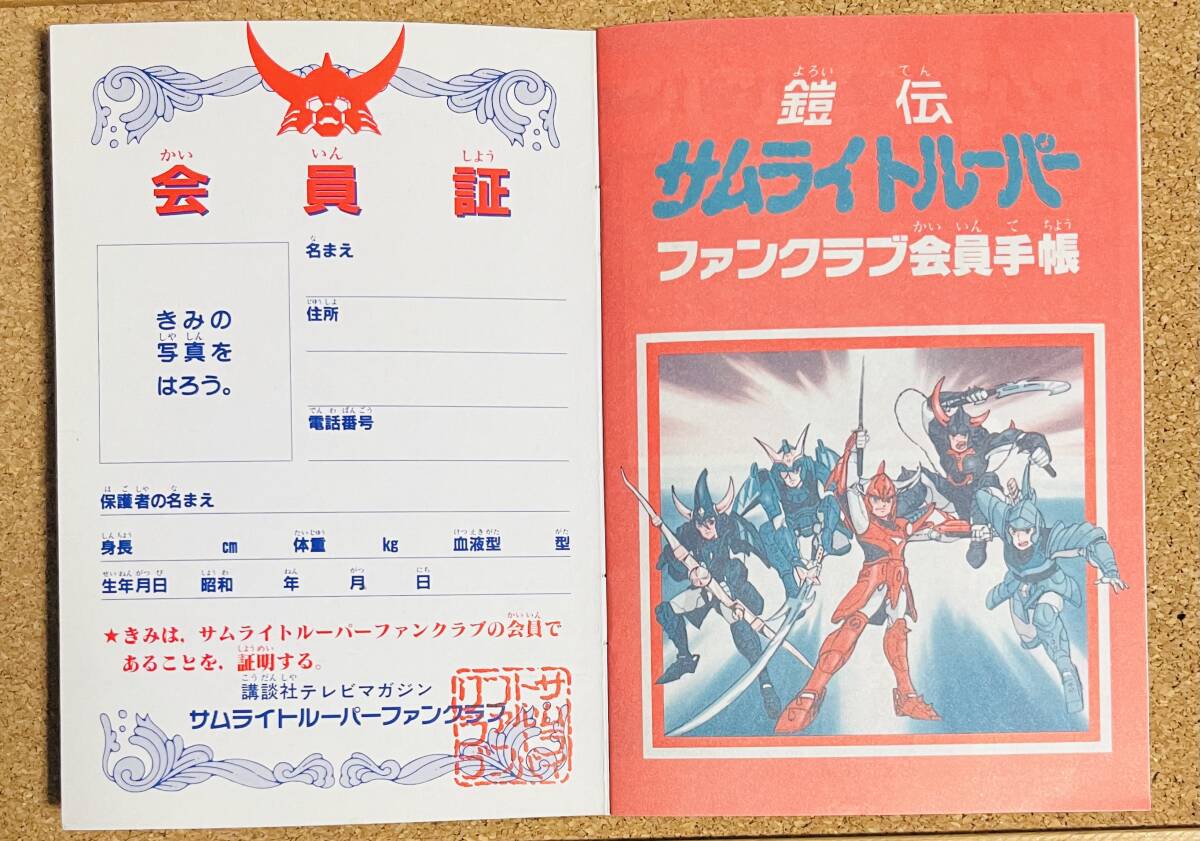 会員証
名まえ
きみの
写真を
はろう。
住所
電話番号
保護者の名まえ
身長 cm 体重 kg 血液型 型
生年月日 昭和 年 月 日
★きみは、サムライトルーパーファンクラブの会員で
あることを、証明する。
講談社テレビマガジン
サムライトルーパーファンクラブ
鎧伝
サムライトルーパー
ファンクラブ会員手帳